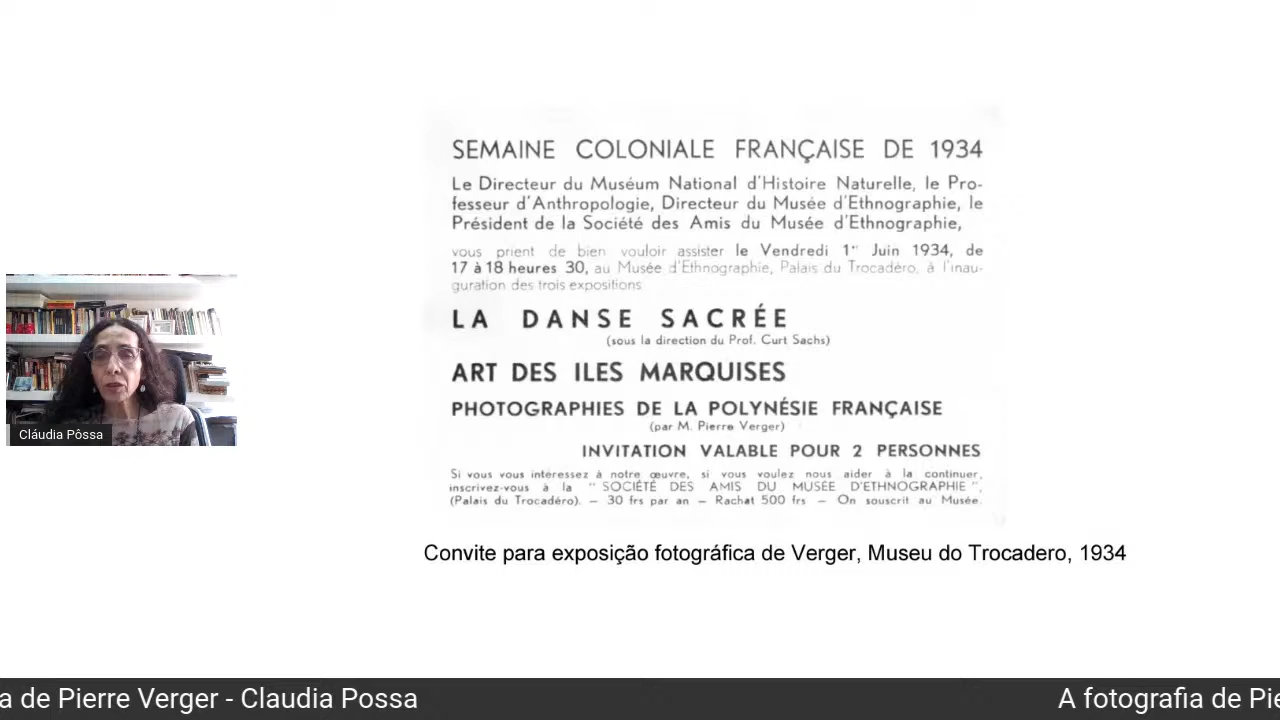 SEMAINE COLONIALE FRANÇAISE DE 1934
Le Directeur du Muséum National d'Histoire Naturelle, le Pro-
fesseur d'Anthropologie, Directeur du Musée d'Ethnographie, le
Président de la Société des Amis du Musée d'Ethnographie,
vous prient de bien vouloir assister le Vendredi 1er Juin 1934, de
17 à 18 heures 30, au Musée d'Ethnographie, Palais du Trocadéro, à l'inau-
guration des trois expositions
LA DANSE SACRÉE
(sous la direction du Prof. Curt Sachs)
ART DES ILES MARQUISES
PHOTOGRAPHIES DE LA POLYNÉSIE FRANÇAISE
(par M. Pierre Verger)
INVITATION VALABLE POUR 2 PERSONNES
Si vous vous intéressez à notre œuvre, si vous voulez nous aider à la continuer,
inscrivez-vous à la " SOCIÉTÉ DES AMIS DU MUSÉE D'ETHNOGRAPHIE ",
(Palais du Trocadéro). — 30 frs par an — Rachat 500 frs — On souscrit au Musée.
Cláudia Pôssa
Convite para exposição fotográfica de Verger, Museu do Trocadero, 1934
a de Pierre Verger - Claudia Possa A fotografia de Pie